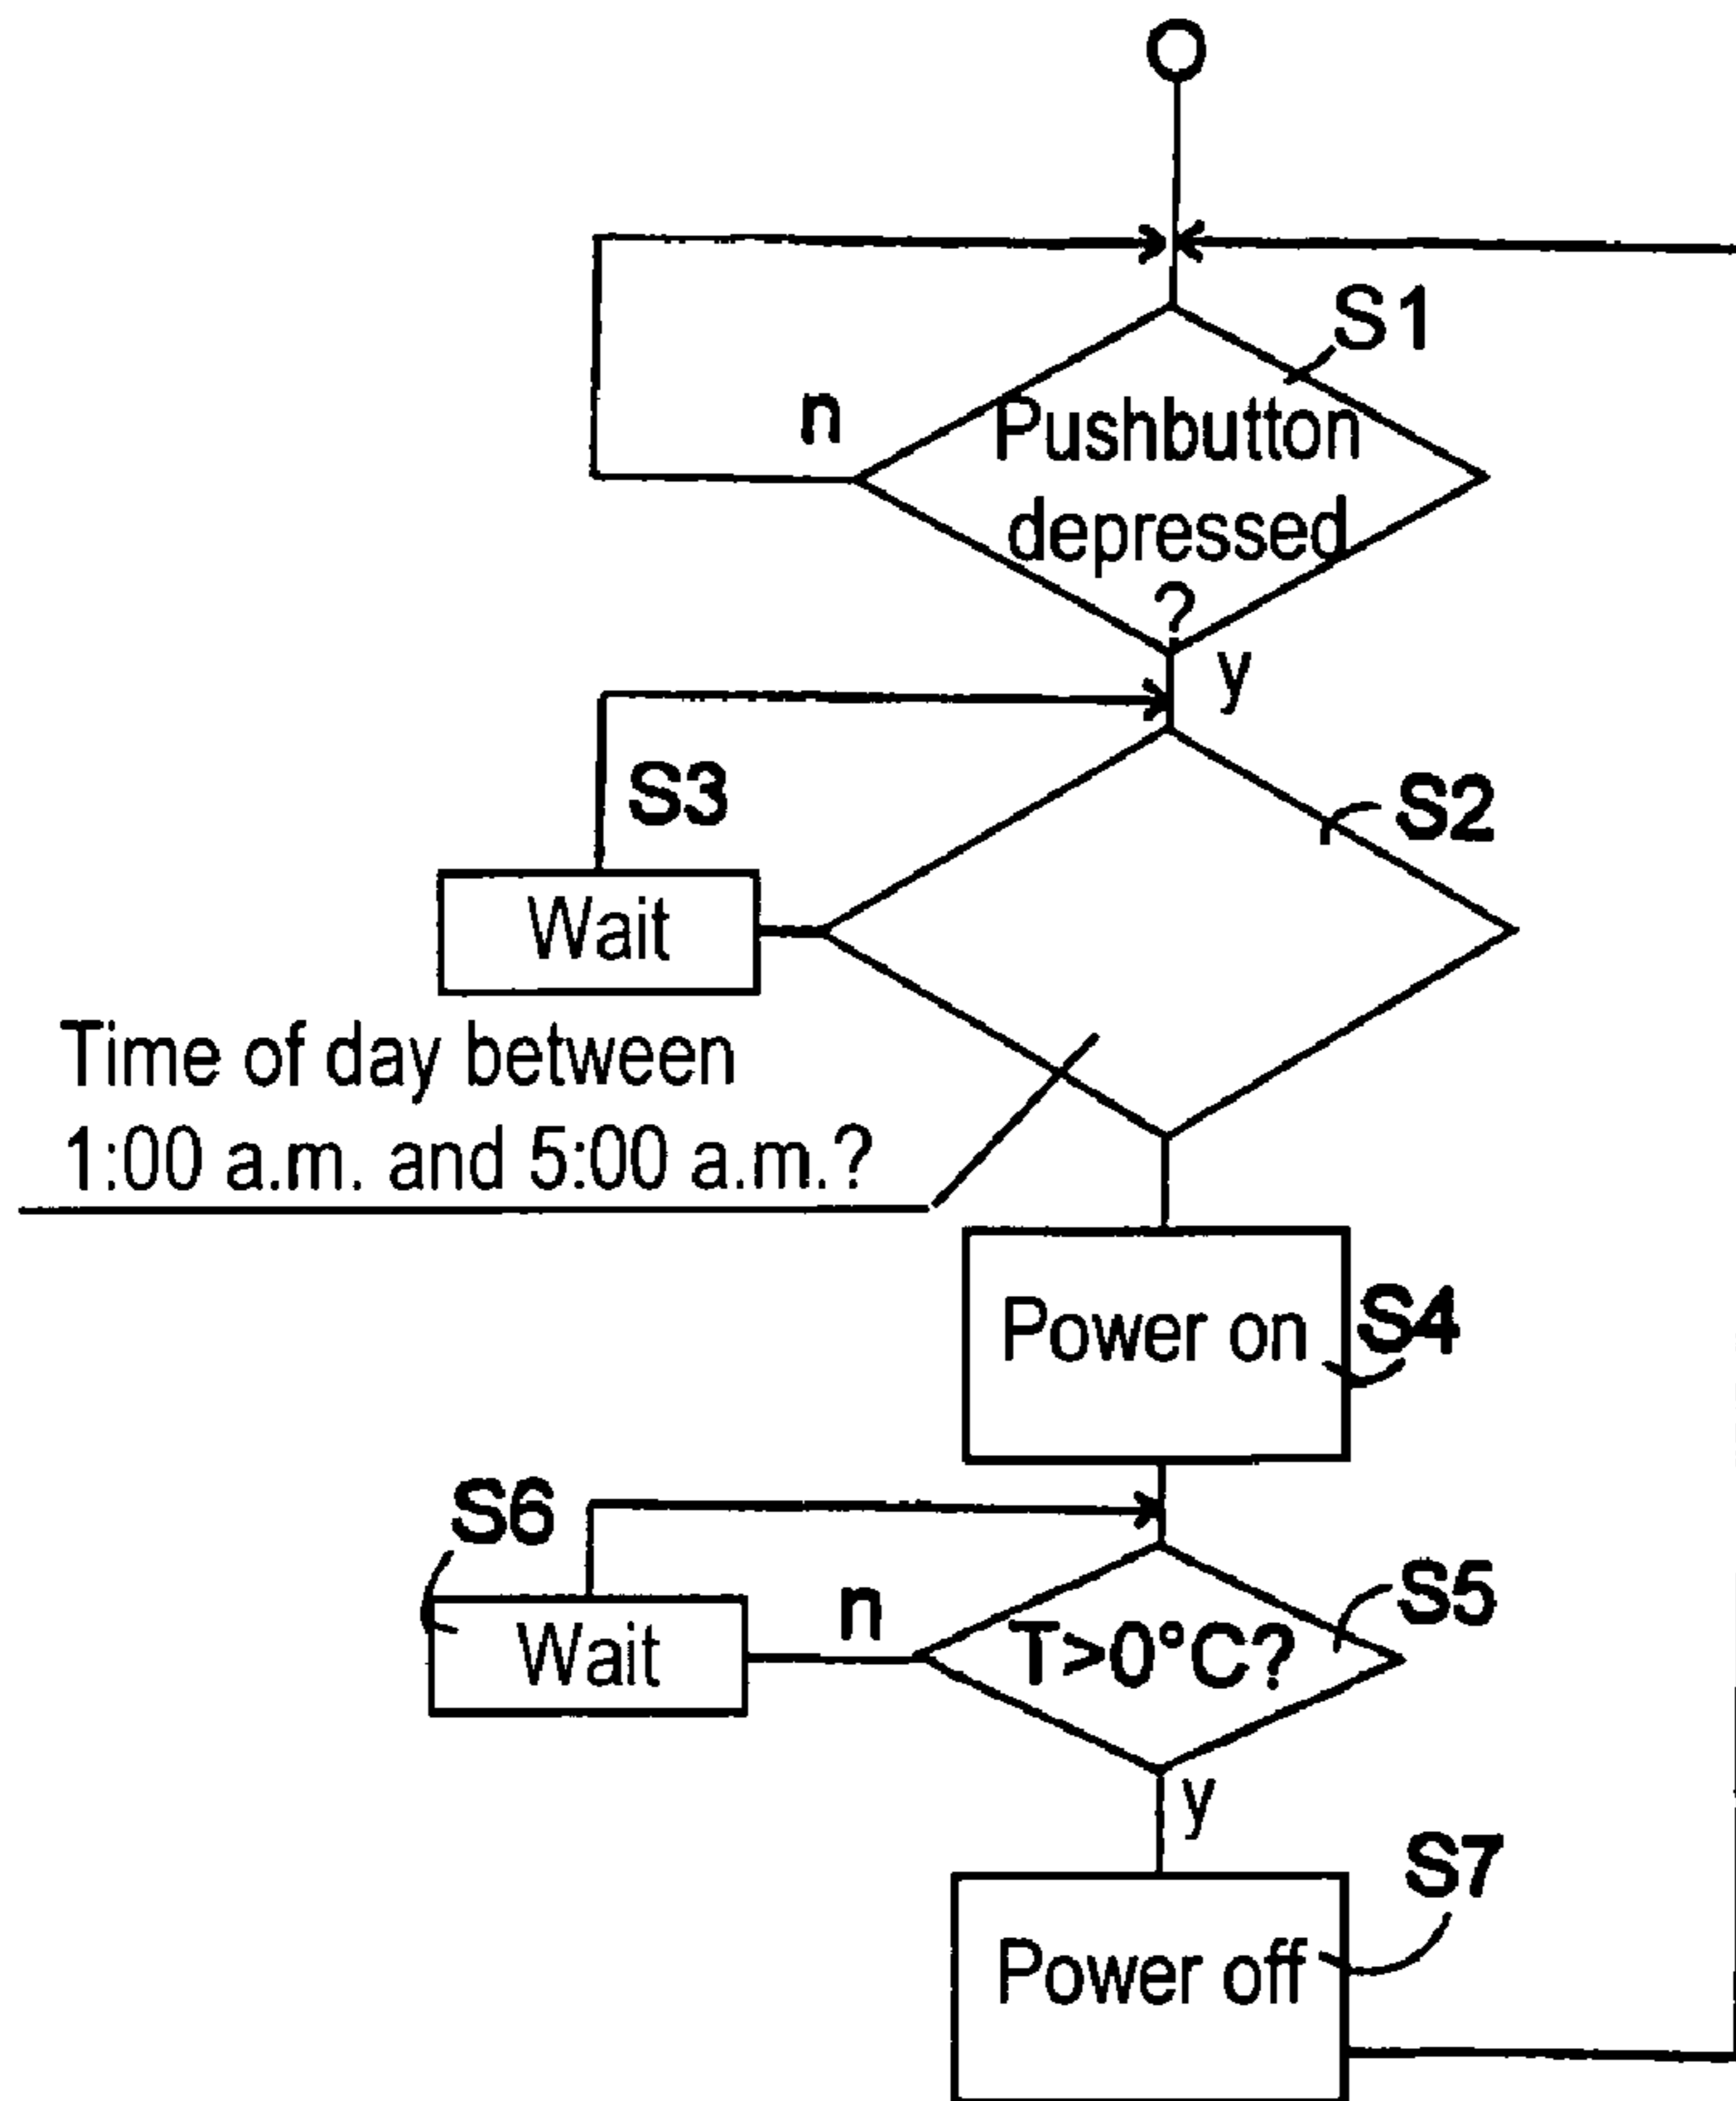 S1
n
Pushbutton
depressed
?
y
S3
S2
Wait
Time of day between
1:00 a.m. and 5:00 a.m.?
Power on
S4
S6
n
S5
Wait
T>0°C?
y
S7
Power off